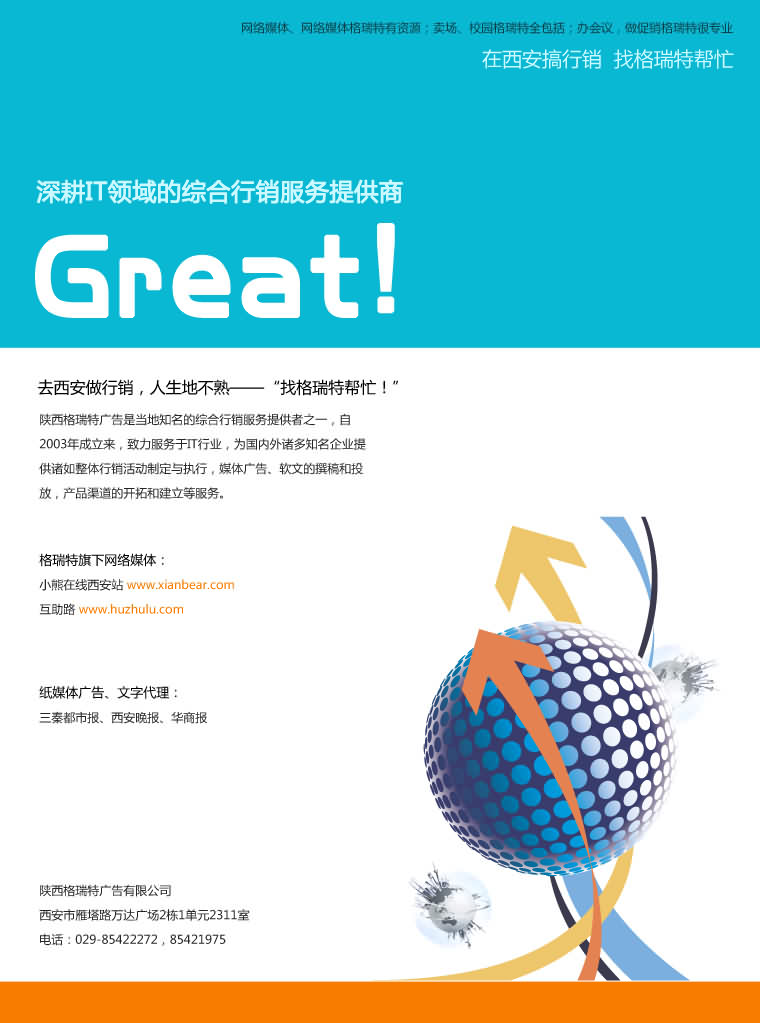 网络媒体、网络媒体格瑞特有资源；卖场、校园格瑞特全包括；办会议，做促销格瑞特很专业
在西安搞行销 找格瑞特帮忙
深耕IT领域的综合行销服务提供商
Great!
去西安做行销，人生地不熟——“找格瑞特帮忙！”
陕西格瑞特广告是当地知名的综合行销服务提供者之一，自
2003年成立来，致力服务于IT行业，为国内外诸多知名企业提
供诸如整体行销活动制定与执行，媒体广告、软文的撰稿和投
放，产品渠道的开拓和建立等服务。
格瑞特旗下网络媒体：
小熊在线西安站 www.xianbear.com
互助路 www.huzhulu.com
纸媒体广告、文字代理：
三秦都市报、西安晚报、华商报
陕西格瑞特广告有限公司
西安市雁塔路万达广场2栋1单元2311室
电话：029-85422272，85421975